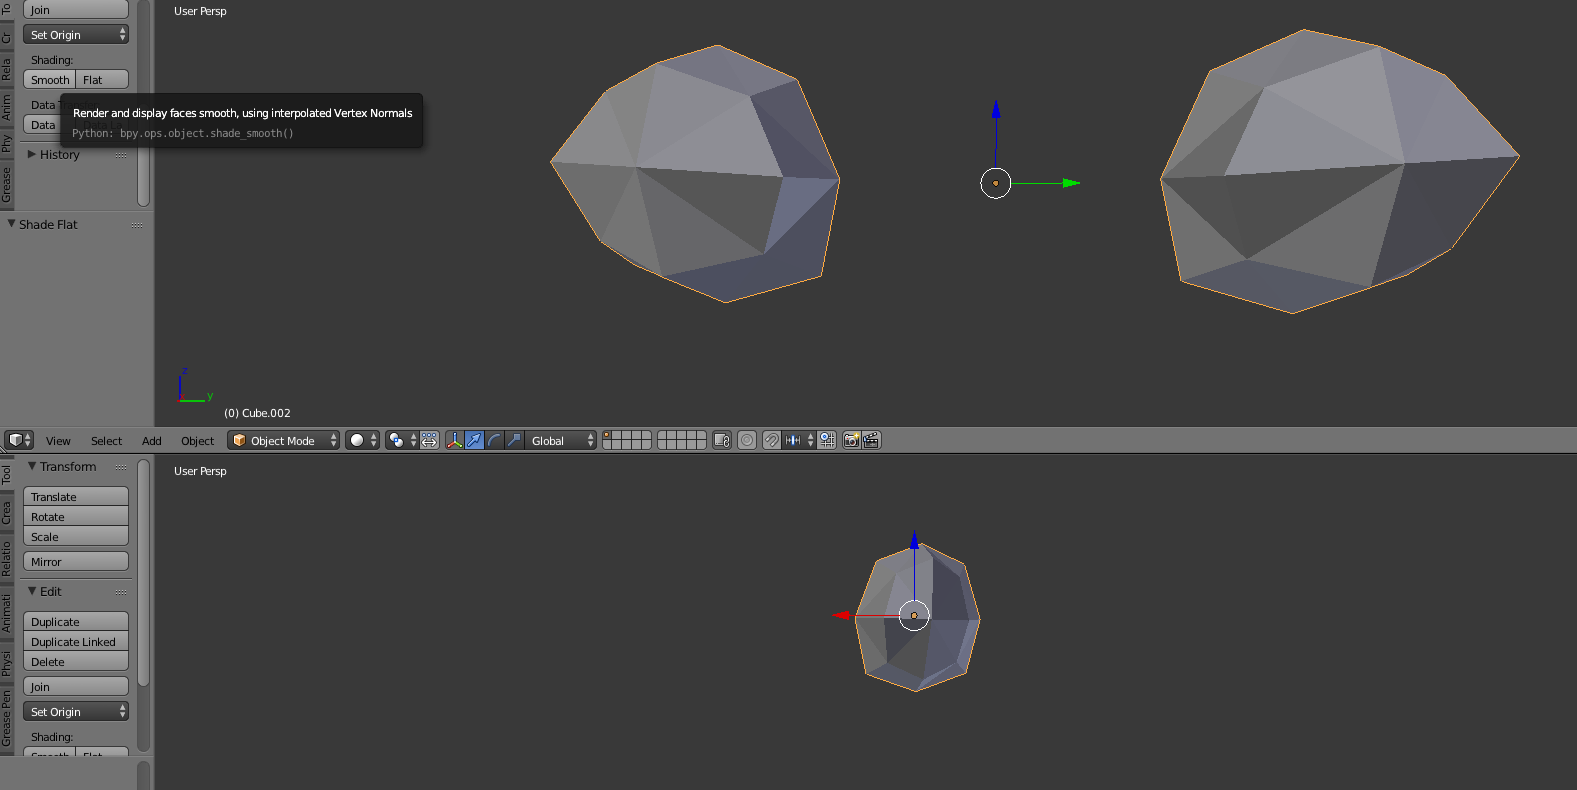 To
Join
User Persp
Cr
Set Origin
Rela
Shading:
Smooth Flat
Anim
Data
Render and display faces smooth, using interpolated Vertex Normals
Data
Python: bpy.ops.object.shade_smooth()
Phy
History
Grease
Shade Flat
z
y
(0) Cube.002
View Select Add Object Object Mode Global
Tool
Transform
User Persp
Translate
Crea
Rotate
Scale
Relatio
Mirror
Edit
Animati
Duplicate
Duplicate Linked
Physi
Delete
Join
Grease Pen
Set Origin
Shading:
Smooth Flat